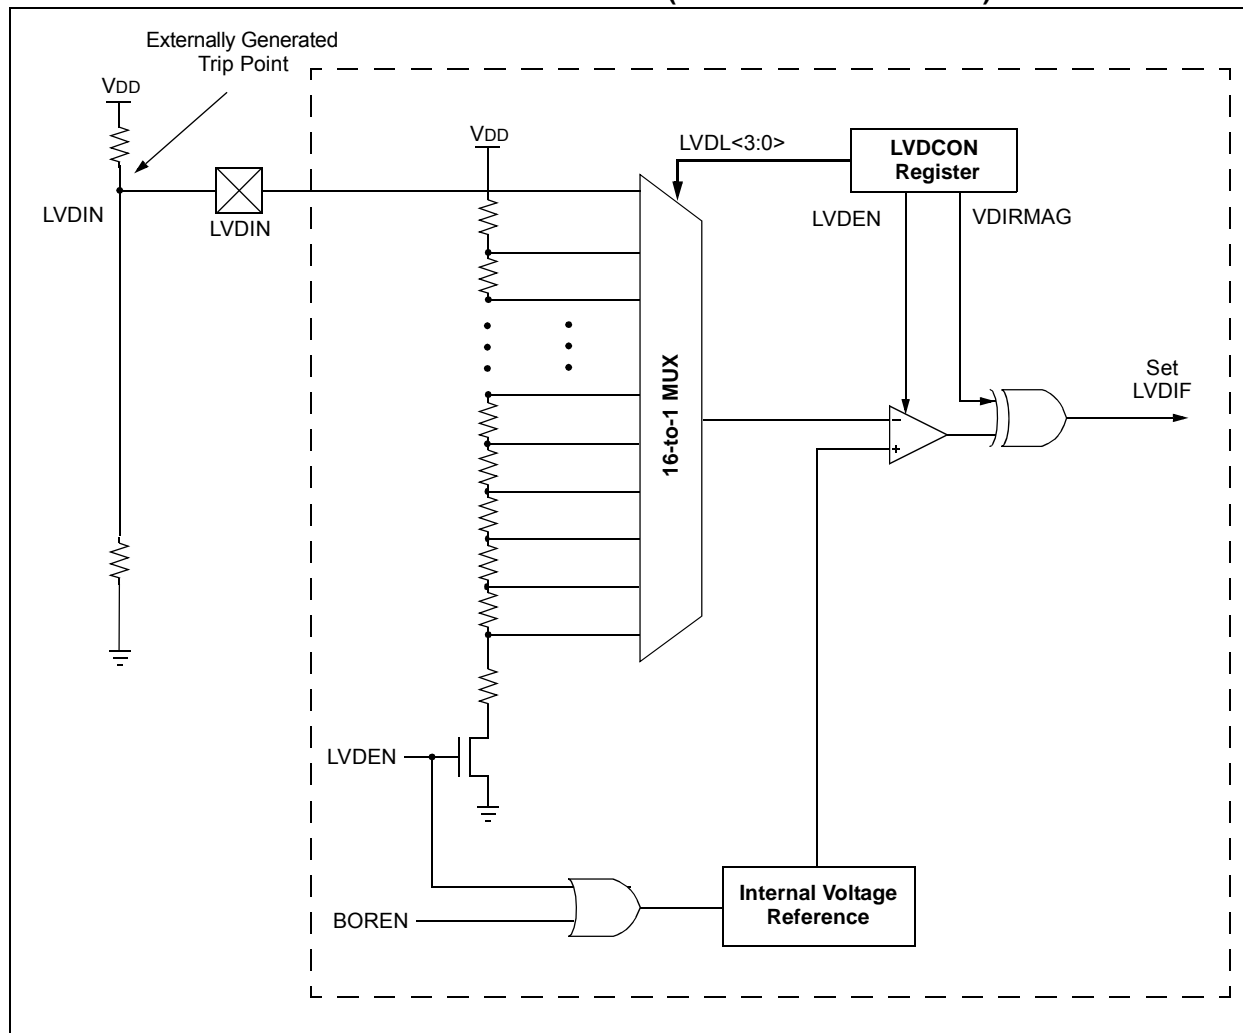 Externally Generated
Trip Point
VDD
VDD
LVDL<3:0>
LVDCON
Register
LVDIN
LVDIN
LVDEN
VDIRMAG
16-to-1 MUX
Set
LVDIF
–
+
LVDEN
BOREN
Internal Voltage
Reference